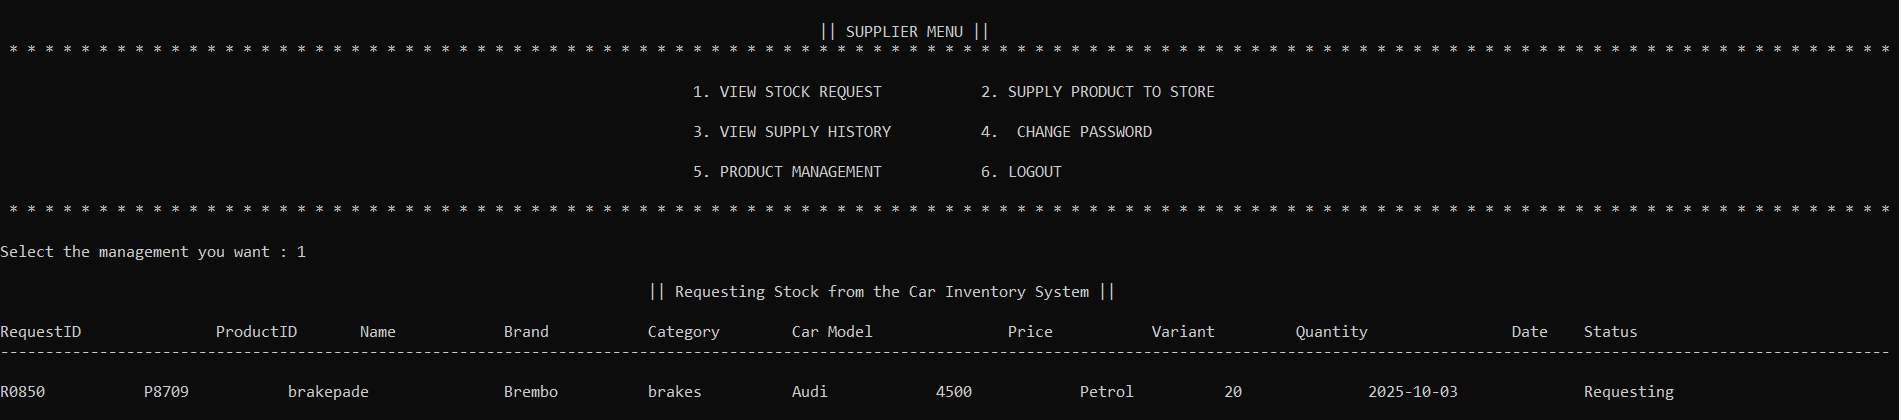 || SUPPLIER MENU ||
* * * * * * * * * * * * * * * * * * * * * * * * * * * * * * * * * * * * * * * * * * * * * * * * * * * * * * * * * * * * * * * * * * * * * * * * * * * * * * * * * * * * * * * * * * * * * * * * * * * * * * * * *
1. VIEW STOCK REQUEST 2. SUPPLY PRODUCT TO STORE
3. VIEW SUPPLY HISTORY 4. CHANGE PASSWORD
5. PRODUCT MANAGEMENT 6. LOGOUT
* * * * * * * * * * * * * * * * * * * * * * * * * * * * * * * * * * * * * * * * * * * * * * * * * * * * * * * * * * * * * * * * * * * * * * * * * * * * * * * * * * * * * * * * * * * * * * * * * * * * * * * * *
Select the management you want : 1
|| Requesting Stock from the Car Inventory System ||
RequestID ProductID Name Brand Category Car Model Price Variant Quantity Date Status
------------------------------------------------------------------------------------------------------------------------------------------------------------------------------------------------------------------
R0850 P8709 brakepade Brembo brakes Audi 4500 Petrol 20 2025-10-03 Requesting